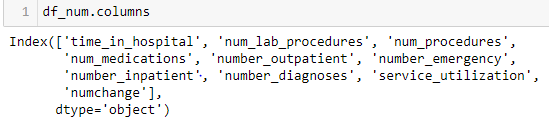 1 df_num.columns
Index(['time_in_hospital', 'num_lab_procedures', 'num_procedures',
'num_medications', 'number_outpatient', 'number_emergency',
'number_inpatient', 'number_diagnoses', 'service_utilization',
'numchange'],
dtype='object')